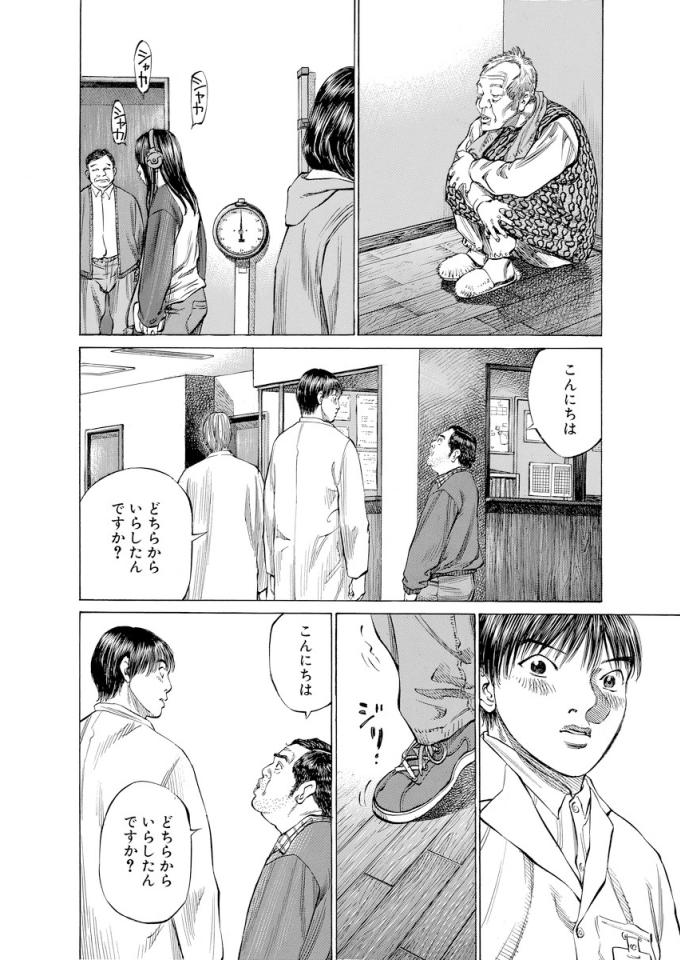 シャカ
シャカ
シャカ
こんにちは
どちらから
いらしたん
ですか?
ジリ!
こんにちは
どちらから
いらしたん
ですか?